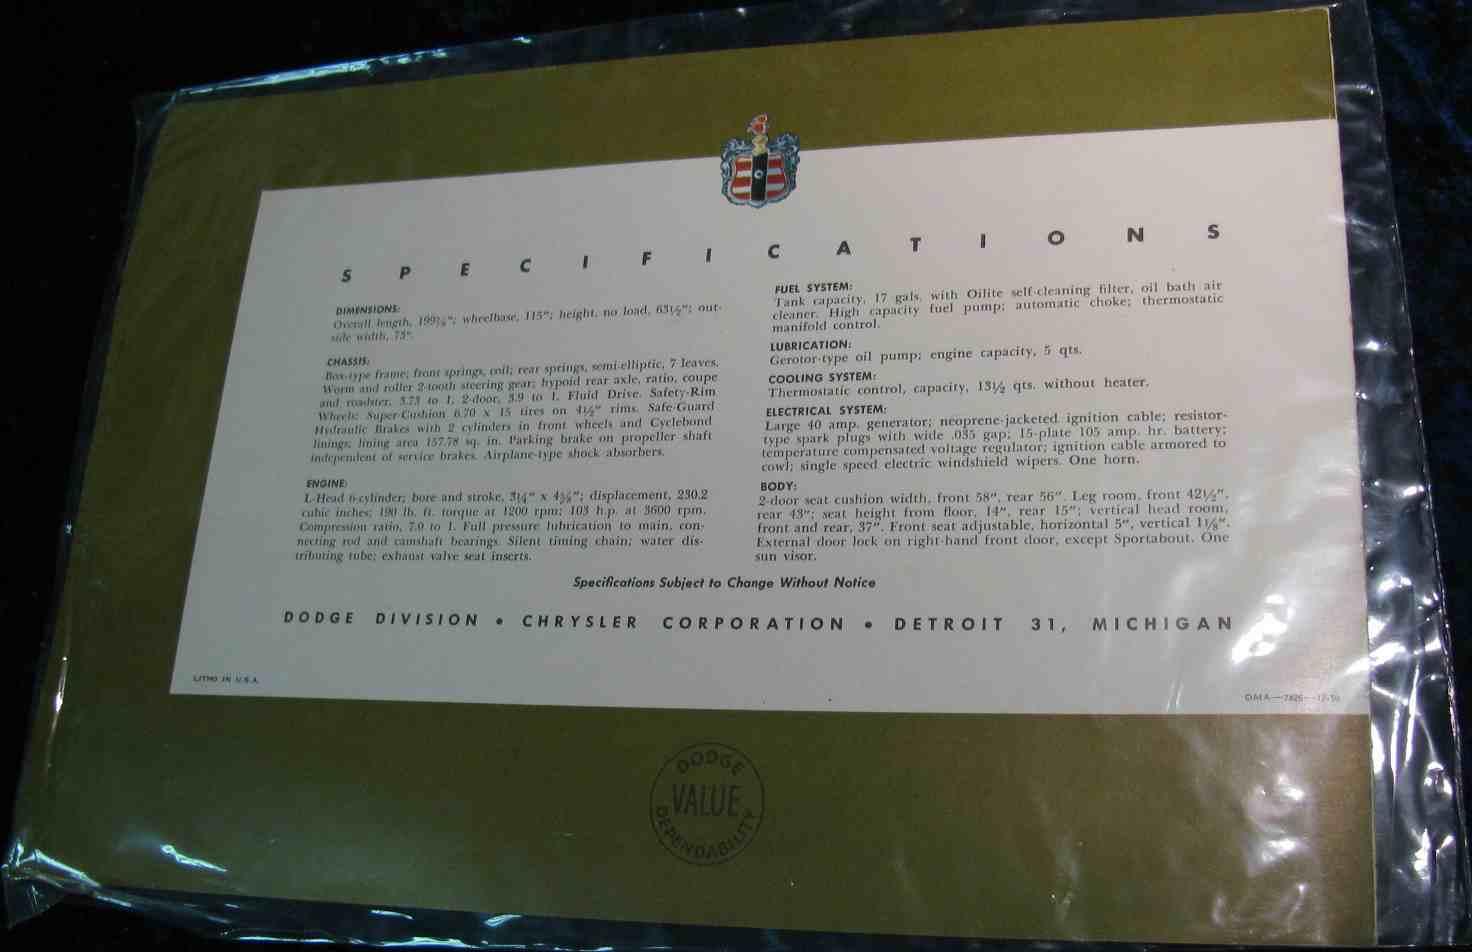 S P E C I F I C A T I O N S
DIMENSIONS:
Overall length, 199⅞"; wheelbase, 115"; height, no load, 63½"; out-
side width, 73".
CHASSIS:
Box-type frame; front springs, coil; rear springs, semi-elliptic, 7 leaves.
Worm and roller 2-tooth steering gear; hypoid rear axle, ratio, coupe
and roadster, 3.73 to 1, 2-door, 3.9 to 1. Fluid Drive. Safety-Rim
Wheels; Super-Cushion 6.70 x 15 tires on 4½" rims. Safe-Guard
Hydraulic Brakes with 2 cylinders in front wheels and Cyclebond
linings; lining area 157.78 sq. in. Parking brake on propeller shaft
independent of service brakes. Airplane-type shock absorbers.
ENGINE:
L-Head 6-cylinder; bore and stroke, 3¼" x 4⅝"; displacement, 230.2
cubic inches; 190 lb. ft. torque at 1200 rpm; 103 h.p. at 3600 rpm.
Compression ratio, 7.0 to 1. Full pressure lubrication to main, con-
necting rod and camshaft bearings. Silent timing chain; water dis-
tributing tube; exhaust valve seat inserts.
FUEL SYSTEM:
Tank capacity, 17 gals. with Oilite self-cleaning filter, oil bath air
cleaner. High capacity fuel pump; automatic choke; thermostatic
manifold control.
LUBRICATION:
Gerotor-type oil pump; engine capacity, 5 qts.
COOLING SYSTEM:
Thermostatic control, capacity, 13½ qts. without heater.
ELECTRICAL SYSTEM:
Large 40 amp. generator; neoprene-jacketed ignition cable; resistor-
type spark plugs with wide .035 gap; 15-plate 105 amp. hr. battery;
temperature compensated voltage regulator; ignition cable armored to
cowl; single speed electric windshield wipers. One horn.
BODY:
2-door seat cushion width, front 58", rear 56". Leg room, front 42½",
rear 43"; seat height from floor, 14", rear 15"; vertical head room,
front and rear, 37". Front seat adjustable, horizontal 5", vertical 1⅛".
External door lock on right-hand front door, except Sportabout. One
sun visor.
Specifications Subject to Change Without Notice
DODGE DIVISION • CHRYSLER CORPORATION • DETROIT 31, MICHIGAN
LITHO IN U.S.A.
DMA—7826—12-50
DODGE
VALUE
DEPENDABILITY